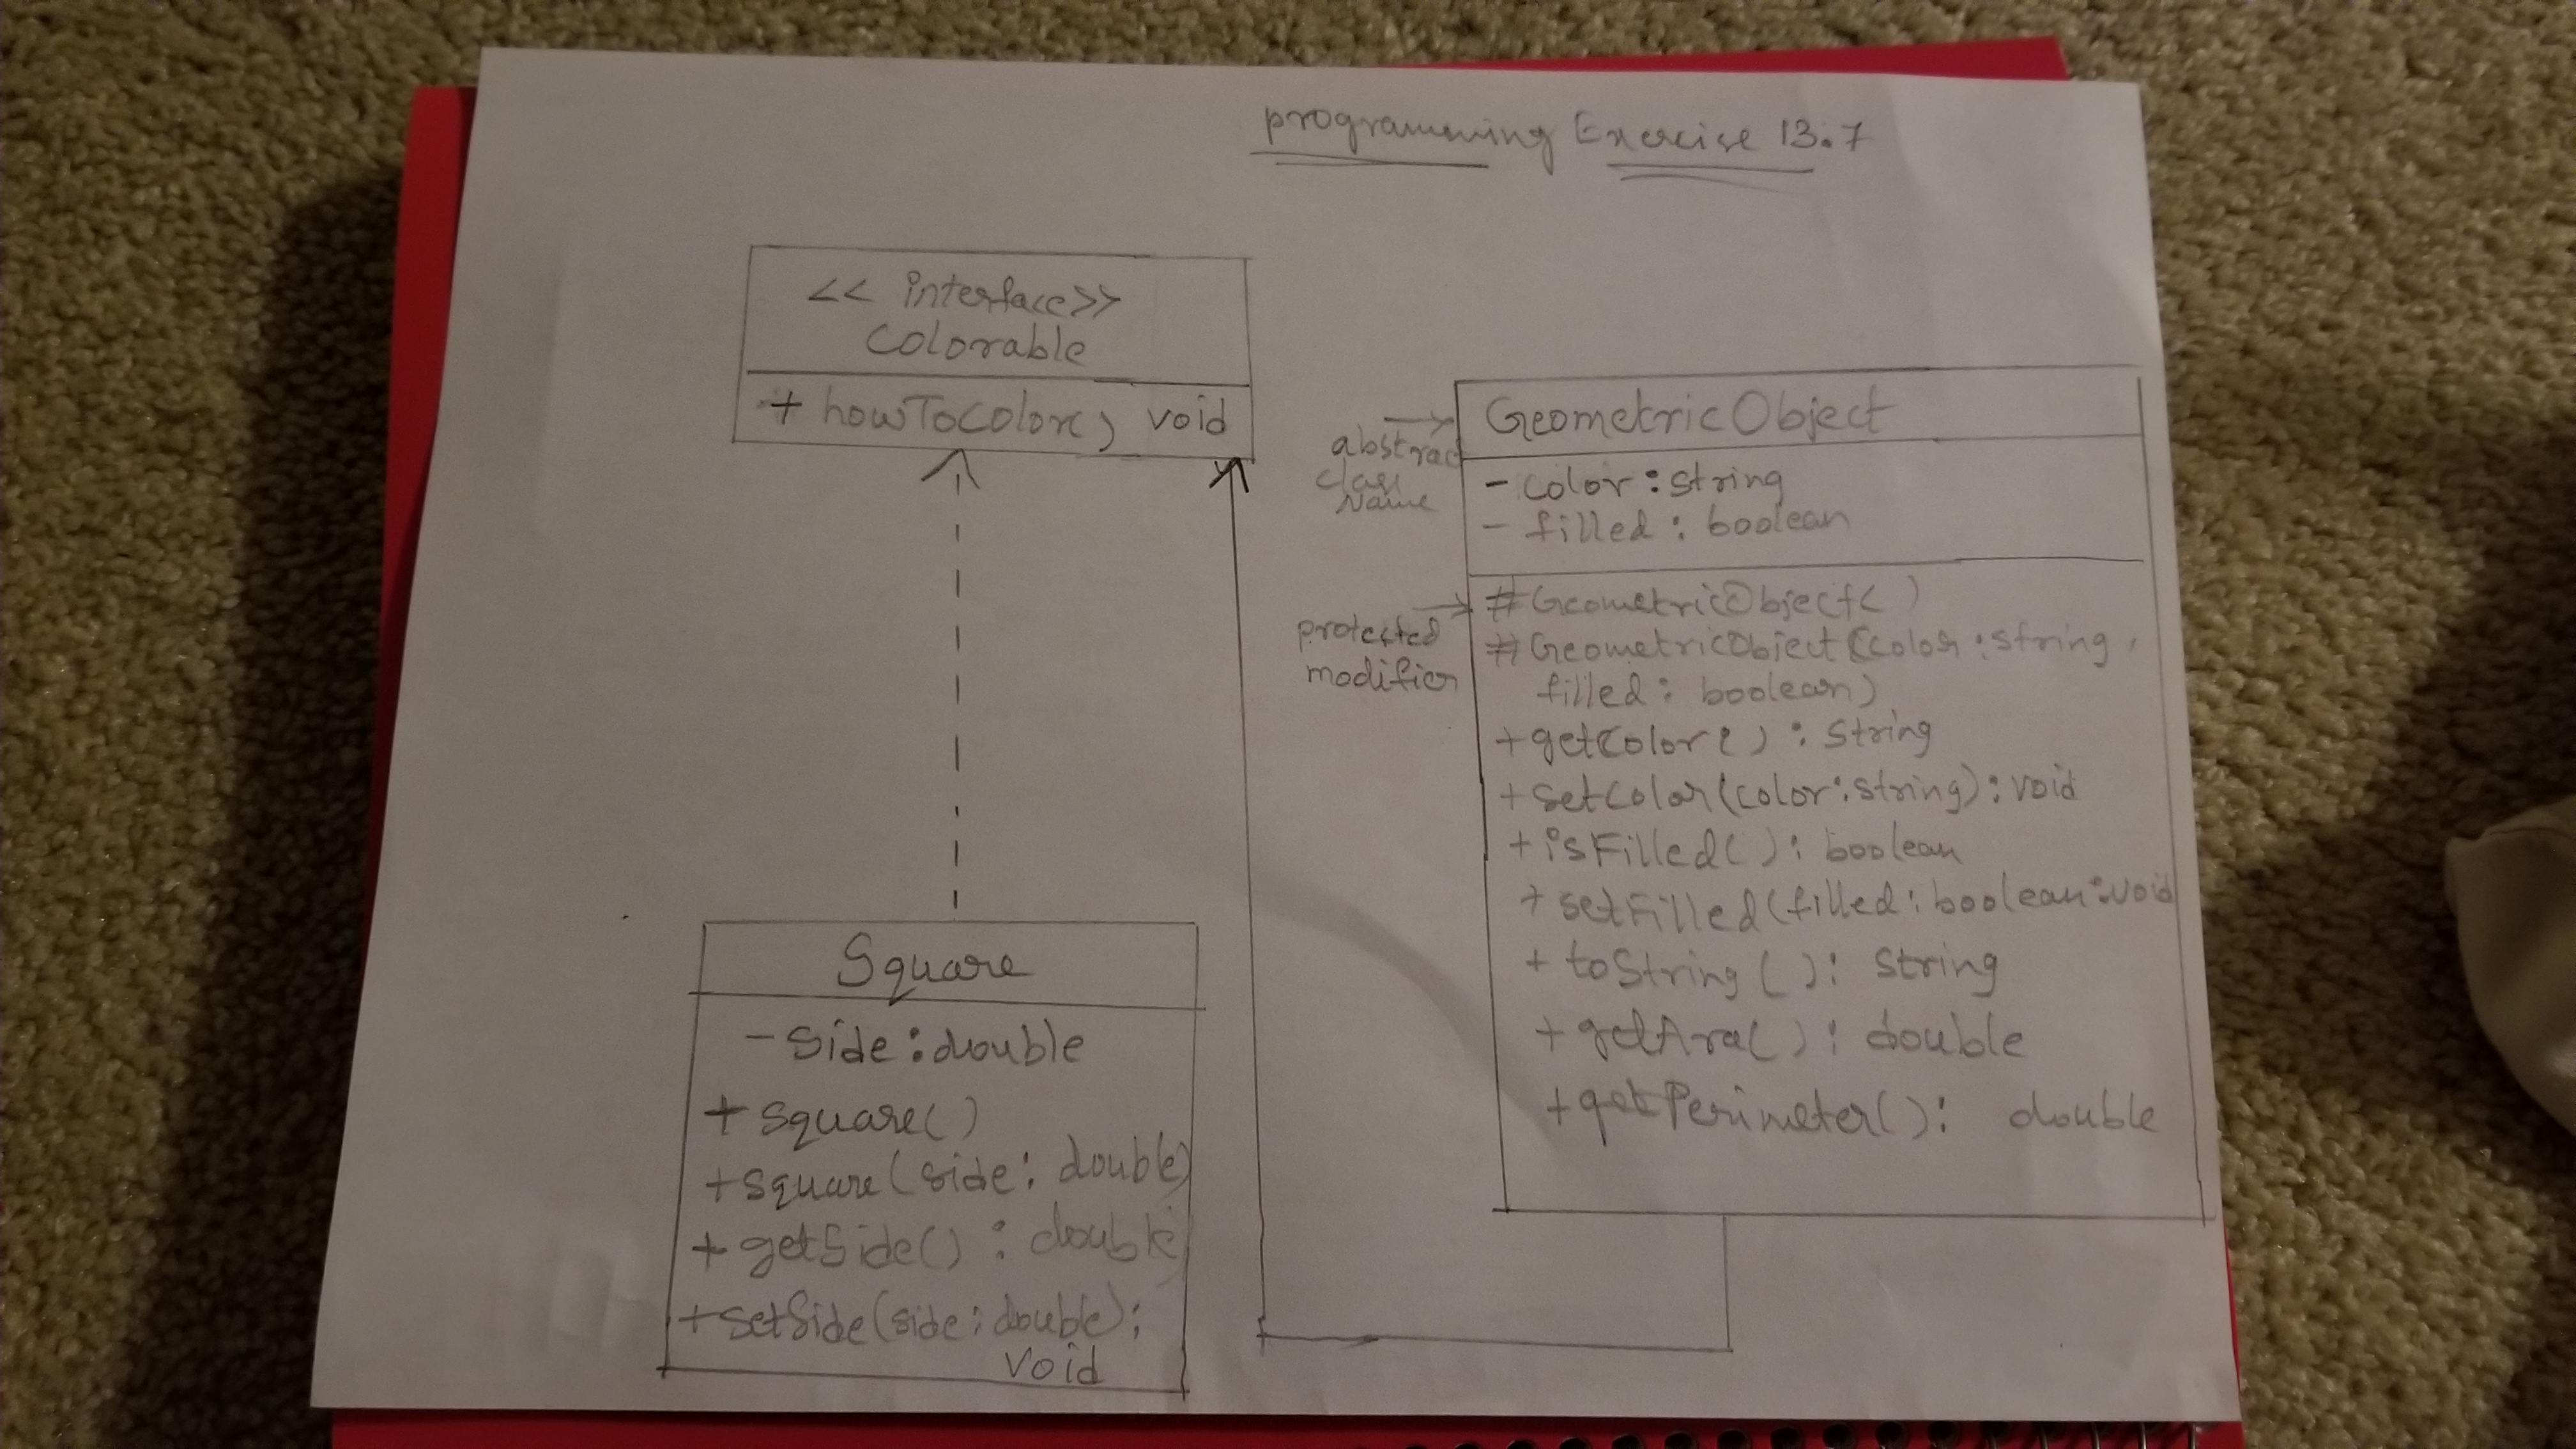 programming Exercise 13.7
<< interface>>
Colorable
+ howToColor() void
Square
- side : double
+ square()
+ square(side : double)
+ getSide() : double
+ setSide(side : double) :
void
abstract
class
name
protected
modifier
GeometricObject
- color : string
- filled : boolean
# GeometricObject( )
# GeometricObject(color : string,
filled : boolean)
+ getColor( ) : string
+ setColor(color : string) : void
+ isFilled( ) : boolean
+ setFilled(filled : boolean : void
+ toString( ) : string
+ getArea( ) : double
+ getPerimeter( ) : double